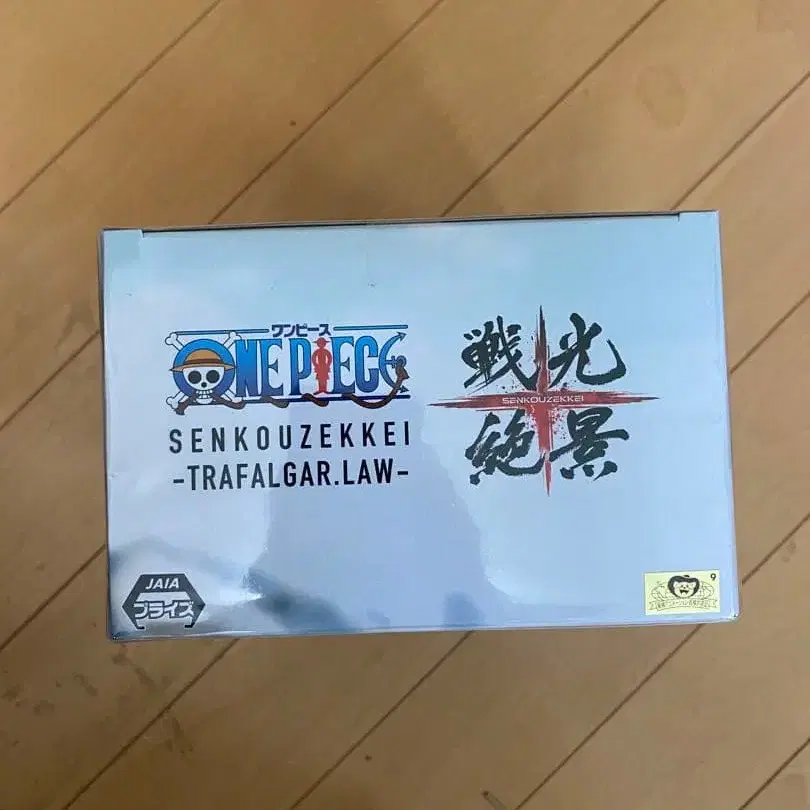 ワンピース
ONE PIECE
SENKOUZEKKEI
-TRAFALGAR.LAW-
戦光
SENKOUZEKKEI
絶景
JAIA
プライズ
9